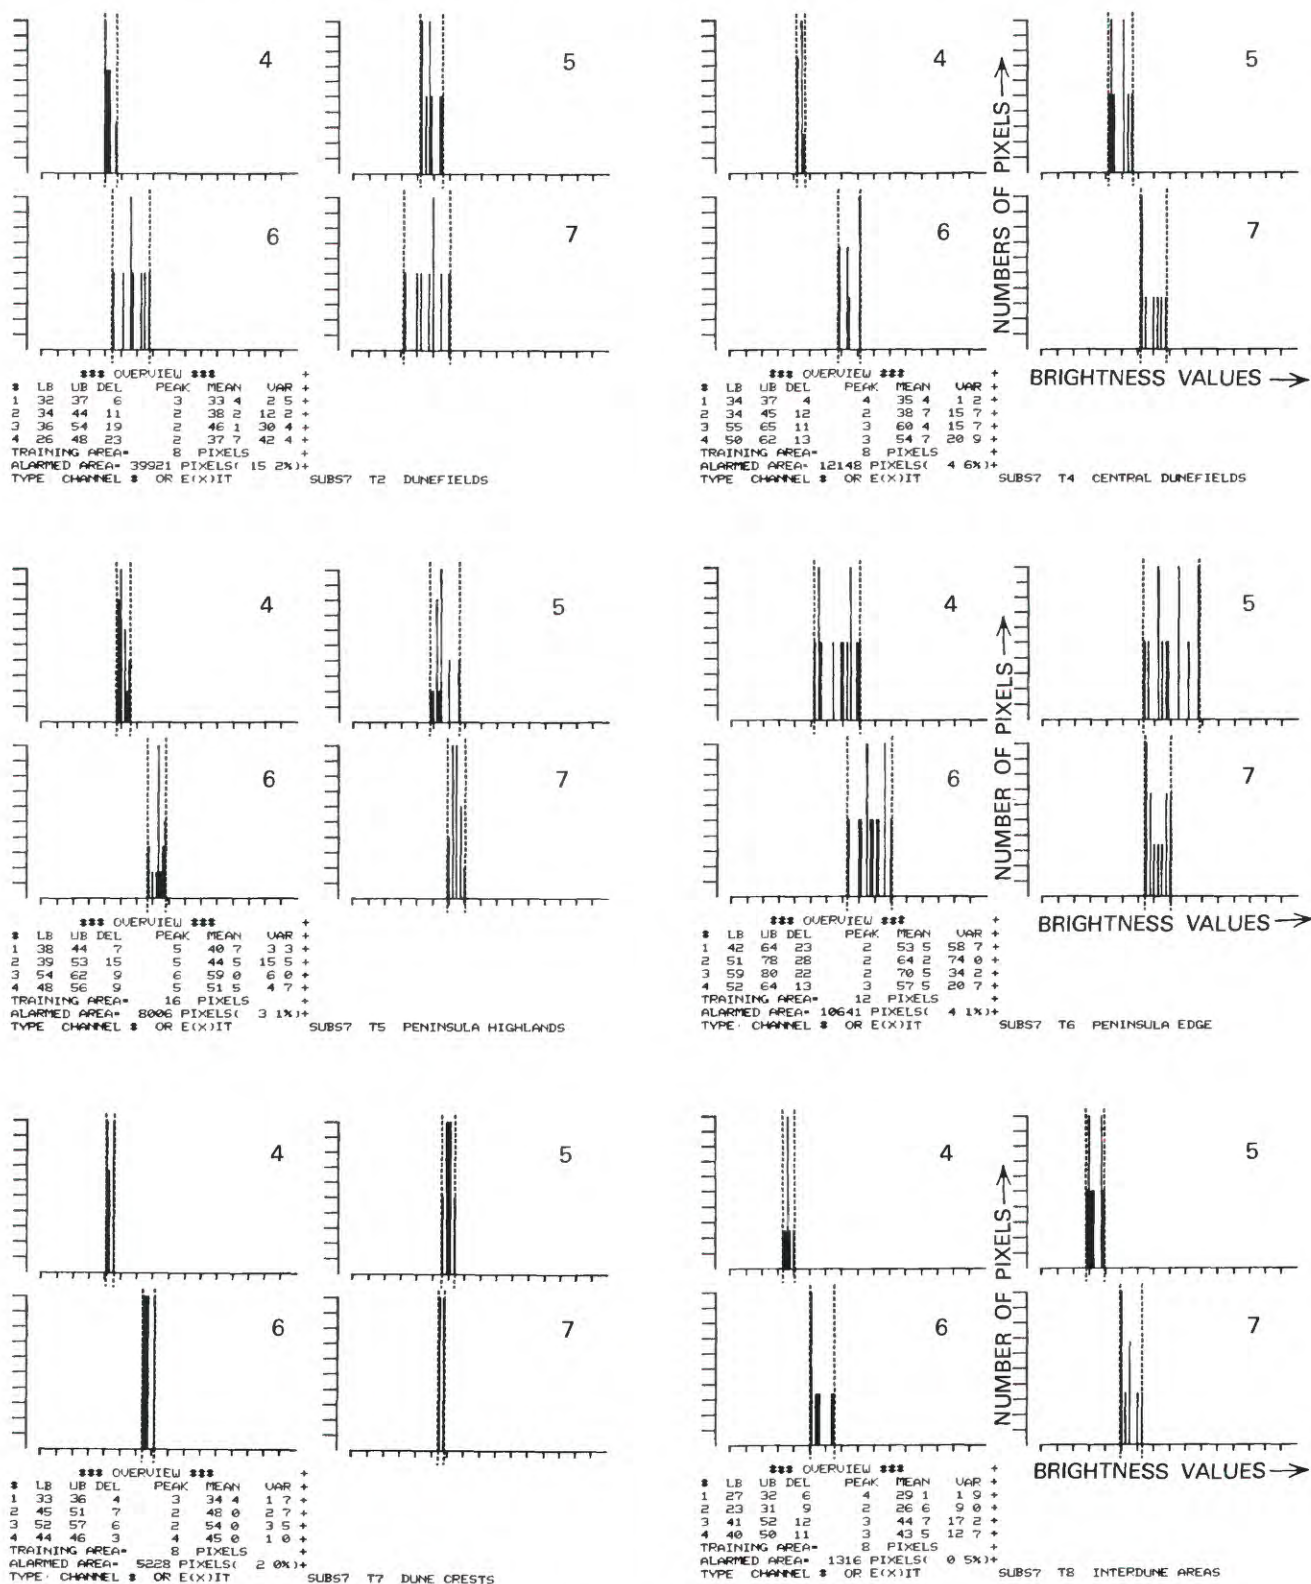 4
5
6
7
*** OVERVIEW *** +
# LB UB DEL PEAK MEAN VAR +
1 32 37 6 3 33 4 2 5 +
2 34 44 11 2 38 2 12 2 +
3 36 54 19 2 46 1 30 4 +
4 26 48 23 2 37 7 42 4 +
TRAINING AREA= 8 PIXELS +
ALARMED AREA= 39921 PIXELS( 15 2%)+
TYPE CHANNEL # OR E(X)IT SUBS7 T2 DUNEFIELDS
4
5
6
7
NUMBERS OF PIXELS
BRIGHTNESS VALUES
*** OVERVIEW *** +
# LB UB DEL PEAK MEAN VAR +
1 34 37 4 4 35 4 1 2 +
2 34 45 12 2 38 7 15 7 +
3 55 65 11 3 60 4 15 7 +
4 50 62 13 3 54 7 20 9 +
TRAINING AREA= 8 PIXELS +
ALARMED AREA= 12148 PIXELS( 4 6%)+
TYPE CHANNEL # OR E(X)IT SUBS7 T4 CENTRAL DUNEFIELDS
4
5
6
7
*** OVERVIEW *** +
# LB UB DEL PEAK MEAN VAR +
1 38 44 7 5 40 7 3 3 +
2 39 53 15 5 44 5 15 5 +
3 54 62 9 6 59 0 6 0 +
4 48 56 9 5 51 5 4 7 +
TRAINING AREA= 16 PIXELS +
ALARMED AREA= 8006 PIXELS( 3 1%)+
TYPE CHANNEL # OR E(X)IT SUBS7 T5 PENINSULA HIGHLANDS
4
5
6
7
NUMBER OF PIXELS
BRIGHTNESS VALUES
*** OVERVIEW *** +
# LB UB DEL PEAK MEAN VAR +
1 42 64 23 2 53 5 58 7 +
2 51 78 28 2 64 2 74 0 +
3 59 80 22 2 70 5 34 2 +
4 52 64 13 3 57 5 20 7 +
TRAINING AREA= 12 PIXELS +
ALARMED AREA= 10641 PIXELS( 4 1%)+
TYPE CHANNEL # OR E(X)IT SUBS7 T6 PENINSULA EDGE
4
5
6
7
*** OVERVIEW *** +
# LB UB DEL PEAK MEAN VAR +
1 33 36 4 3 34 4 1 7 +
2 45 51 7 2 48 0 2 7 +
3 52 57 6 2 54 0 3 5 +
4 44 46 3 4 45 0 1 0 +
TRAINING AREA= 8 PIXELS +
ALARMED AREA= 5228 PIXELS( 2 0%)+
TYPE CHANNEL # OR E(X)IT SUBS7 T7 DUNE CRESTS
4
5
6
7
NUMBER OF PIXELS
BRIGHTNESS VALUES
*** OVERVIEW *** +
# LB UB DEL PEAK MEAN VAR +
1 27 32 6 4 29 1 1 9 +
2 23 31 9 2 26 6 9 0 +
3 41 52 12 3 44 7 17 2 +
4 40 50 11 3 43 5 12 7 +
TRAINING AREA= 8 PIXELS +
ALARMED AREA= 1316 PIXELS( 0 5%)+
TYPE CHANNEL # OR E(X)IT SUBS7 T8 INTERDUNE AREAS